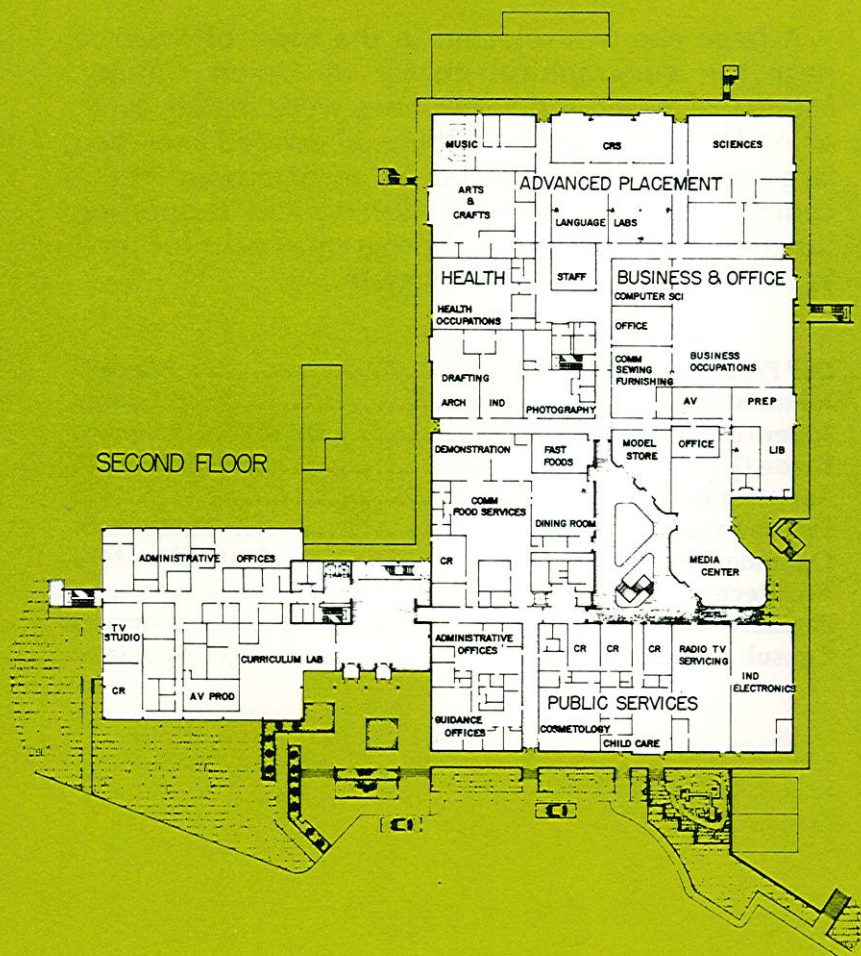 MUSIC
CRS
SCIENCES
ADVANCED PLACEMENT
ARTS
&
CRAFTS
LANGUAGE LABS
HEALTH
STAFF
BUSINESS & OFFICE
COMPUTER SCI
HEALTH
OCCUPATIONS
OFFICE
COMM
SEWING
FURNISHING
BUSINESS
OCCUPATIONS
DRAFTING
ARCH IND
PHOTOGRAPHY
AV
PREP
SECOND FLOOR
DEMONSTRATION
FAST
FOODS
MODEL
STORE
OFFICE
LIB
COMM
FOOD SERVICES
DINING ROOM
CR
MEDIA
CENTER
ADMINISTRATIVE OFFICES
TV
STUDIO
CURRICULUM LAB
CR
AV PROD
ADMINISTRATIVE
OFFICES
CR
CR
CR
RADIO TV
SERVICING
IND
ELECTRONICS
PUBLIC SERVICES
GUIDANCE
OFFICES
COSMETOLOGY
CHILD CARE